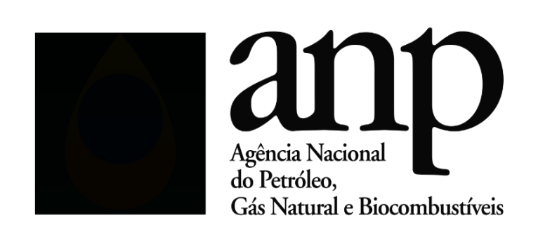 anp
Agência Nacional
do Petróleo,
Gás Natural e Biocombustíveis